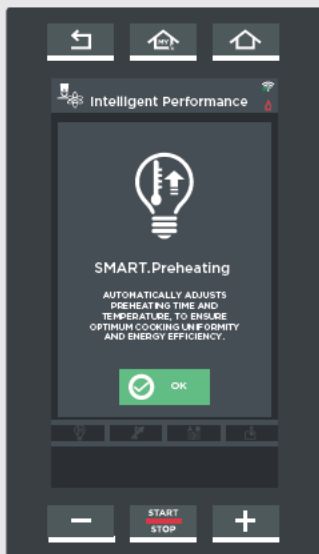 MY
Intelligent Performance
SMART.Preheating
AUTOMATICALLY ADJUSTS
PREHEATING TIME AND
TEMPERATURE, TO ENSURE
OPTIMUM COOKING UNIFORMITY
AND ENERGY EFFICIENCY.
OK
START
STOP